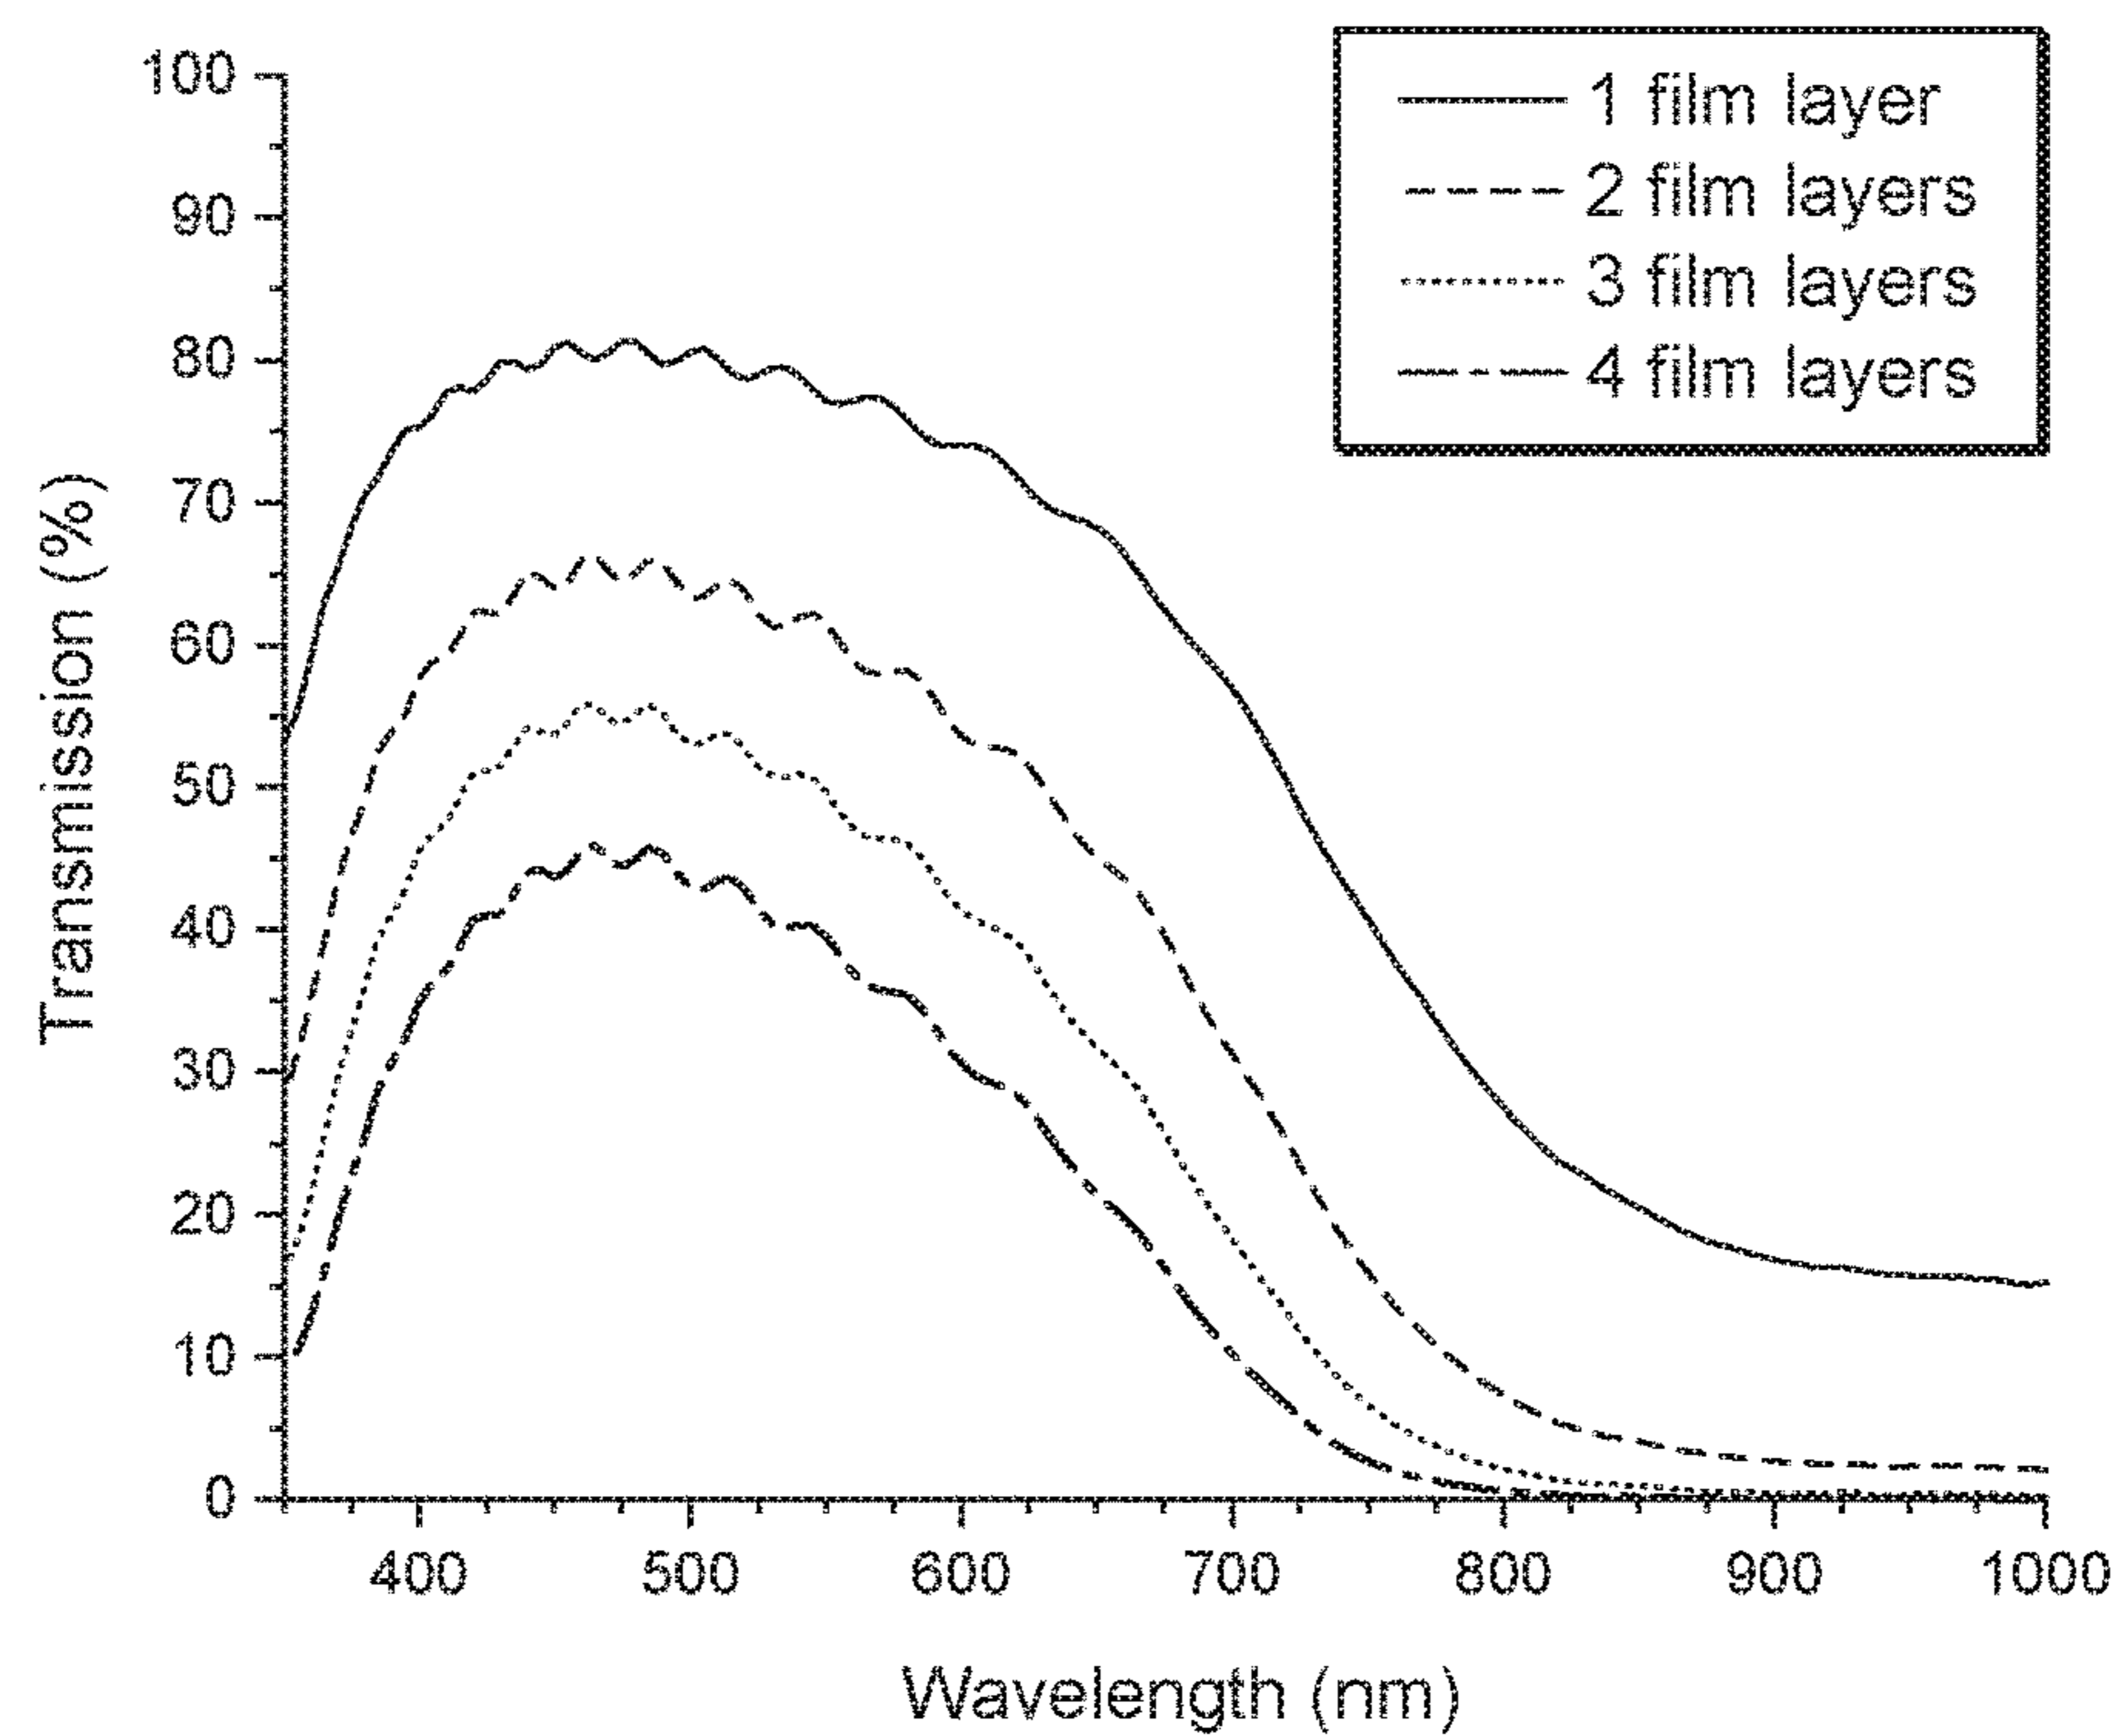 1 film layer
2 film layers
3 film layers
4 film layers
Transmission (%)
100
90
80
70
60
50
40
30
20
10
0
400 500 600 700 800 900 1000
Wavelength (nm)